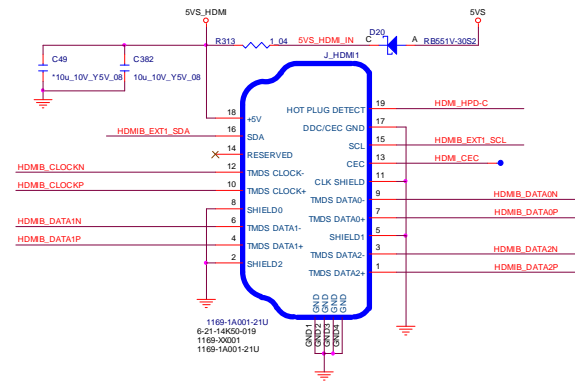 5VS_HDMI
5VS
D20
R313 1_04 5VS_HDMI_IN C A RB551V-30S2
J_HDMI1
C49
*10u_10V_Y5V_08
C382
10u_10V_Y5V_08
18 +5V
16 SDA
14 RESERVED
12 TMDS CLOCK-
10 TMDS CLOCK+
8 SHIELD0
6 TMDS DATA1-
4 TMDS DATA1+
2 SHIELD2
HOT PLUG DETECT 19
DDC/CEC GND 17
SCL 15
CEC 13
CLK SHIELD 11
TMDS DATA0- 9
TMDS DATA0+ 7
SHIELD1 5
TMDS DATA2- 3
TMDS DATA2+ 1
HDMIB_EXT1_SDA
HDMIB_CLOCKN
HDMIB_CLOCKP
HDMIB_DATA1N
HDMIB_DATA1P
HDMI_HPD-C
HDMIB_EXT1_SCL
HDMI_CEC
HDMIB_DATA0N
HDMIB_DATA0P
HDMIB_DATA2N
HDMIB_DATA2P
GND
GND
GND
GND
GND1
GND2
GND3
GND4
1169-1A001-21U
6-21-14K50-019
1169-XX001
1169-1A001-21U